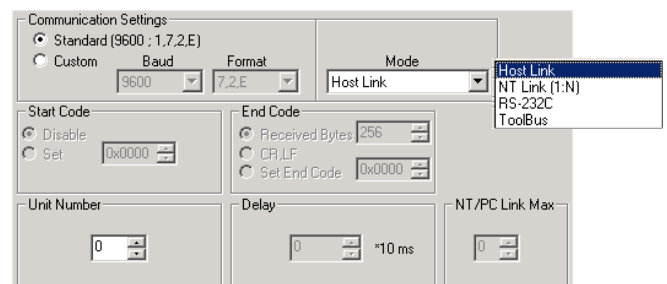 Communication Settings
Standard (9600 ; 1,7,2,E)
Custom Baud Format Mode
9600 7,2,E Host Link
Host Link
NT Link (1:N)
RS-232C
ToolBus
Start Code
Disable
Set 0x0000
End Code
Received Bytes 256
CR,LF
Set End Code 0x0000
Unit Number
0
Delay
0 *10 ms
NT/PC Link Max
0